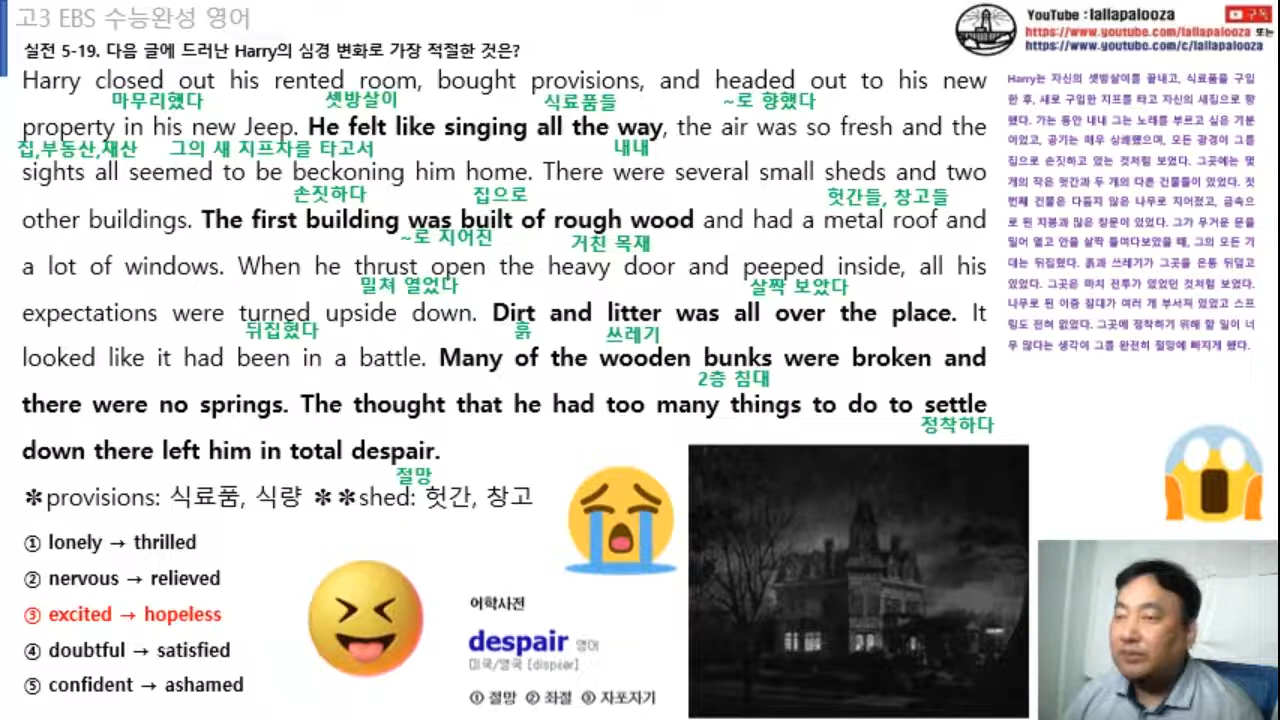 고3 EBS 수능완성 영어
실전 5-19. 다음 글에 드러난 Harry의 심경 변화로 가장 적절한 것은?
Harry closed out his rented room, bought provisions, and headed out to his new
마무리했다 셋방살이 식료품들 ~로 향했다
property in his new Jeep. He felt like singing all the way, the air was so fresh and the
집,부동산,재산 그의 새 지프차를 타고서 내내
sights all seemed to be beckoning him home. There were several small sheds and two
손짓하다 집으로 헛간들, 창고들
other buildings. The first building was built of rough wood and had a metal roof and
~로 지어진 거친 목재
a lot of windows. When he thrust open the heavy door and peeped inside, all his
밀쳐 열었다 살짝 보았다
expectations were turned upside down. Dirt and litter was all over the place. It
뒤집혔다 흙 쓰레기
looked like it had been in a battle. Many of the wooden bunks were broken and
2층 침대
there were no springs. The thought that he had too many things to do to settle
정착하다
down there left him in total despair.
절망
✻provisions: 식료품, 식량 ✻✻shed: 헛간, 창고
① lonely → thrilled
② nervous → relieved
③ excited → hopeless
④ doubtful → satisfied
⑤ confident → ashamed
어학사전
despair 영어
미국/영국 [dispéər]
① 절망 ② 좌절 ③ 자포자기
YouTube : lallapalooza 구독
https://www.youtube.com/lallapalooza 또는
https://www.youtube.com/c/lallapalooza
Harry는 자신의 셋방살이를 끝내고, 식료품을 구입
한 후, 새로 구입한 지프를 타고 자신의 새집으로 향
했다. 가는 동안 내내 그는 노래를 부르고 싶은 기분
이었고, 공기는 매우 상쾌했으며, 모든 광경이 그를
집으로 손짓하고 있는 것처럼 보였다. 그곳에는 몇
개의 작은 헛간과 두 개의 다른 건물들이 있었다. 첫
번째 건물은 다듬지 않은 나무로 지어졌고, 금속으
로 된 지붕과 많은 창문이 있었다. 그가 무거운 문을
밀어 열고 안을 살짝 들여다보았을 때, 그의 모든 기
대는 뒤집혔다. 흙과 쓰레기가 그곳을 온통 뒤덮고
있었다. 그곳은 마치 전투가 있었던 것처럼 보였다.
나무로 된 이층 침대가 여러 개 부서져 있었고 스프
링도 전혀 없었다. 그곳에 정착하기 위해 할 일이 너
무 많다는 생각이 그를 완전히 절망에 빠지게 했다.